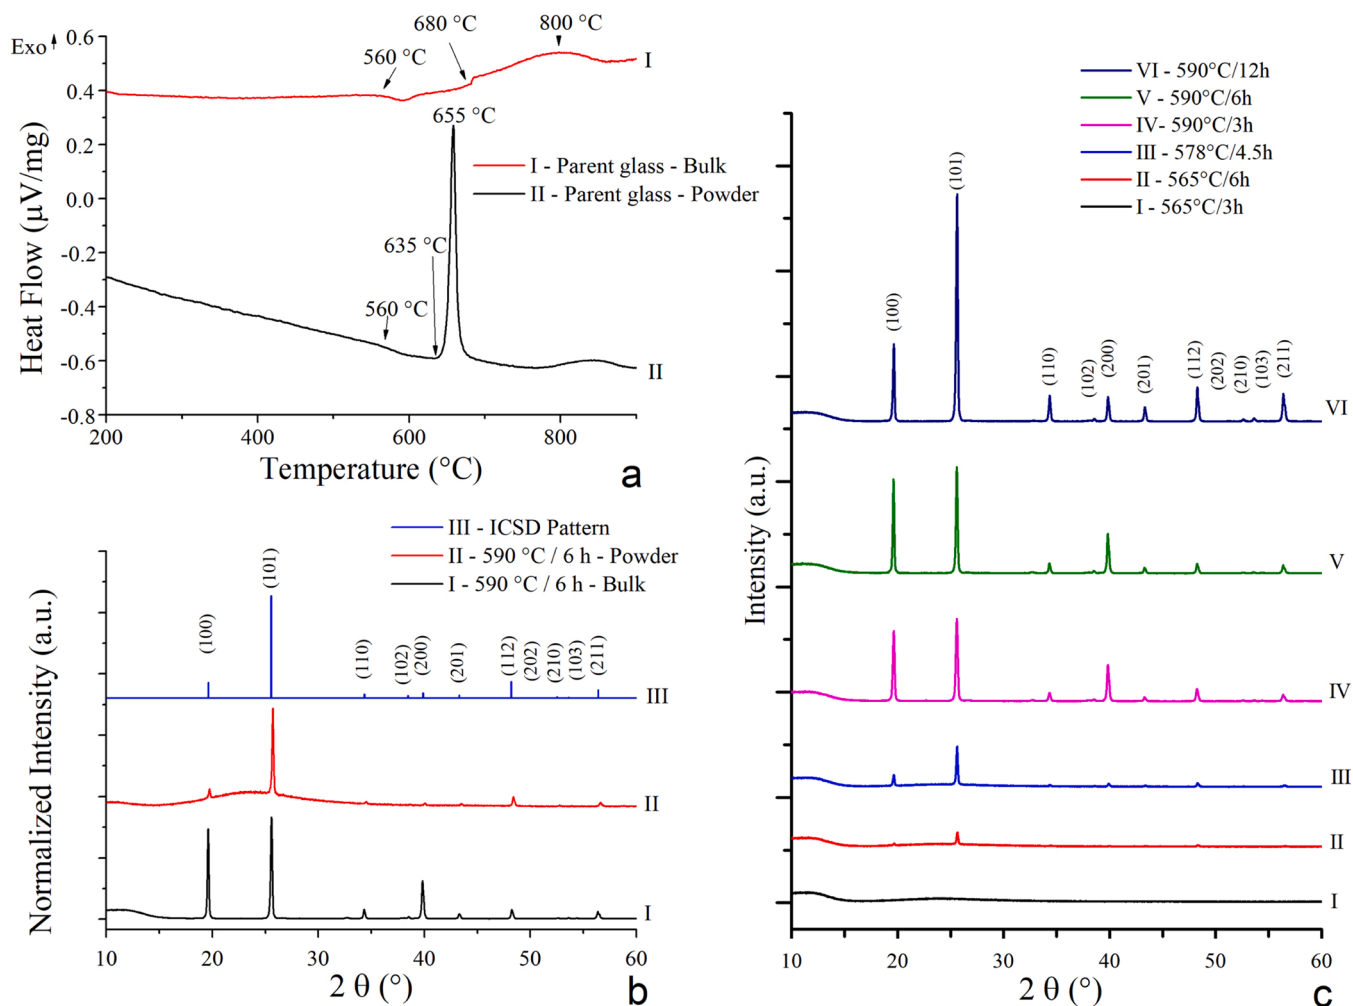 Exo
0.6
0.4
0.2
0.0
-0.2
-0.4
-0.6
-0.8
Heat Flow (µV/mg)
200
400
600
800
Temperature (°C)
560 °C
680 °C
800 °C
I
655 °C
I - Parent glass - Bulk
II - Parent glass - Powder
635 °C
560 °C
II
a
III - ICSD Pattern
II - 590 °C / 6 h - Powder
I - 590 °C / 6 h - Bulk
(100)
(101)
(110)
(102)
(200)
(201)
(112)
(202)
(210)
(103)
(211)
III
II
I
Normalized Intensity (a.u.)
10
20
30
40
50
60
2 θ (°)
b
VI - 590°C/12h
V - 590°C/6h
IV- 590°C/3h
III - 578°C/4.5h
II - 565°C/6h
I - 565°C/3h
(100)
(101)
(110)
(102)
(200)
(201)
(112)
(202)
(210)
(103)
(211)
VI
V
IV
III
II
I
Intensity (a.u.)
10
20
30
40
50
60
2 θ (°)
c